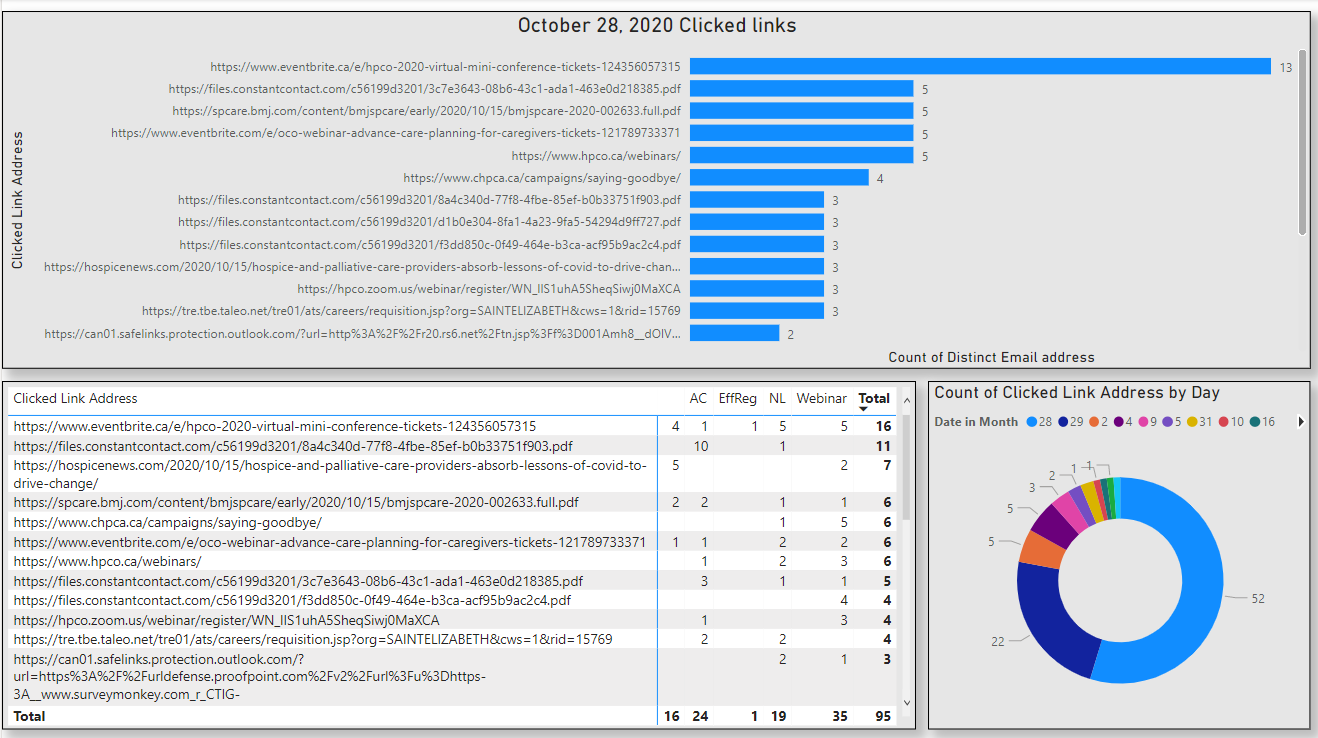 October 28, 2020 Clicked links
Clicked Link Address
https://www.eventbrite.ca/e/hpco-2020-virtual-mini-conference-tickets-124356057315 13
https://files.constantcontact.com/c56199d3201/3c7e3643-08b6-43c1-ada1-463e0d218385.pdf 5
https://spcare.bmj.com/content/bmjspcare/early/2020/10/15/bmjspcare-2020-002633.full.pdf 5
https://www.eventbrite.com/e/oco-webinar-advance-care-planning-for-caregivers-tickets-121789733371 5
https://www.hpco.ca/webinars/ 5
https://www.chpca.ca/campaigns/saying-goodbye/ 4
https://files.constantcontact.com/c56199d3201/8a4c340d-77f8-4fbe-85ef-b0b33751f903.pdf 3
https://files.constantcontact.com/c56199d3201/d1b0e304-8fa1-4a23-9fa5-54294d9ff727.pdf 3
https://files.constantcontact.com/c56199d3201/f3dd850c-0f49-464e-b3ca-acf95b9ac2c4.pdf 3
https://hospicenews.com/2020/10/15/hospice-and-palliative-care-providers-absorb-lessons-of-covid-to-drive-chan... 3
https://hpco.zoom.us/webinar/register/WN_IIS1uhA5SheqSiwj0MaXCA 3
https://tre.tbe.taleo.net/tre01/ats/careers/requisition.jsp?org=SAINTELIZABETH&cws=1&rid=15769 3
https://can01.safelinks.protection.outlook.com/?url=http%3A%2F%2Fr20.rs6.net%2Ftn.jsp%3Ff%3D001Amh8__dOIV... 2
Count of Distinct Email address
Clicked Link Address AC EffReg NL Webinar Total
https://www.eventbrite.ca/e/hpco-2020-virtual-mini-conference-tickets-124356057315 4 1 1 5 5 16
https://files.constantcontact.com/c56199d3201/8a4c340d-77f8-4fbe-85ef-b0b33751f903.pdf 10 1 11
https://hospicenews.com/2020/10/15/hospice-and-palliative-care-providers-absorb-lessons-of-covid-to- 5 2 7
drive-change/
https://spcare.bmj.com/content/bmjspcare/early/2020/10/15/bmjspcare-2020-002633.full.pdf 2 2 1 1 6
https://www.chpca.ca/campaigns/saying-goodbye/ 1 5 6
https://www.eventbrite.com/e/oco-webinar-advance-care-planning-for-caregivers-tickets-121789733371 1 1 2 2 6
https://www.hpco.ca/webinars/ 1 2 3 6
https://files.constantcontact.com/c56199d3201/3c7e3643-08b6-43c1-ada1-463e0d218385.pdf 3 1 1 5
https://files.constantcontact.com/c56199d3201/f3dd850c-0f49-464e-b3ca-acf95b9ac2c4.pdf 4 4
https://hpco.zoom.us/webinar/register/WN_IIS1uhA5SheqSiwj0MaXCA 1 3 4
https://tre.tbe.taleo.net/tre01/ats/careers/requisition.jsp?org=SAINTELIZABETH&cws=1&rid=15769 2 2 4
https://can01.safelinks.protection.outlook.com/? 2 1 3
url=https%3A%2F%2Furldefense.proofpoint.com%2Fv2%2Furl%3Fu%3Dhttps-
3A__www.surveymonkey.com_r_CTIG-
Total 16 24 1 19 35 95
Count of Clicked Link Address by Day
Date in Month 28 29 2 4 9 5 31 10 16
1 1
2
3
5
5
52
22